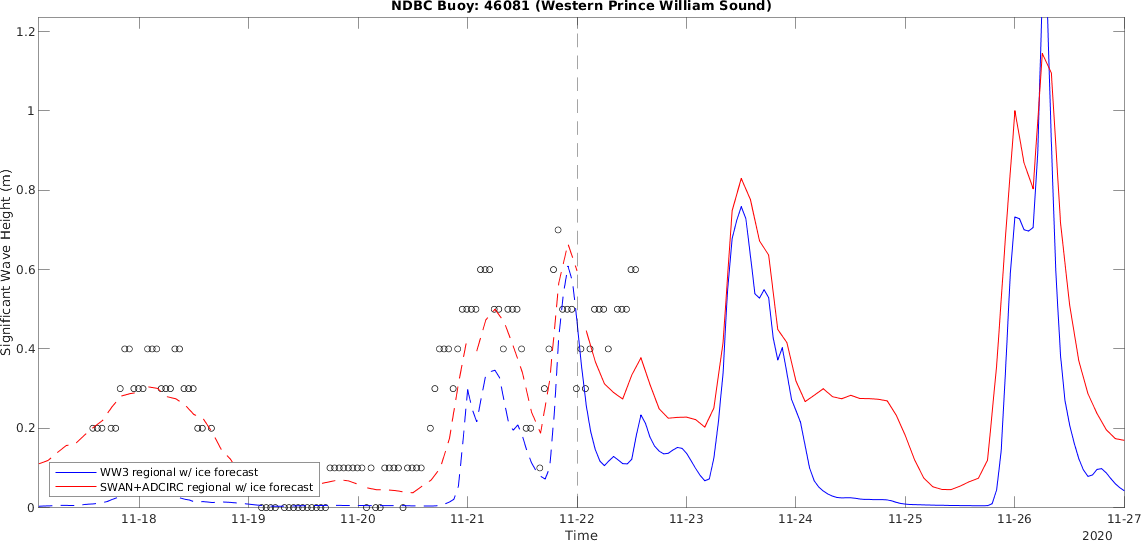 NDBC Buoy: 46081 (Western Prince William Sound)
Significant Wave Height (m)
1.2
1
0.8
0.6
0.4
0.2
0
WW3 regional w/ ice forecast
SWAN+ADCIRC regional w/ ice forecast
11-18 11-19 11-20 11-21 11-22 11-23 11-24 11-25 11-26 11-27
Time
2020